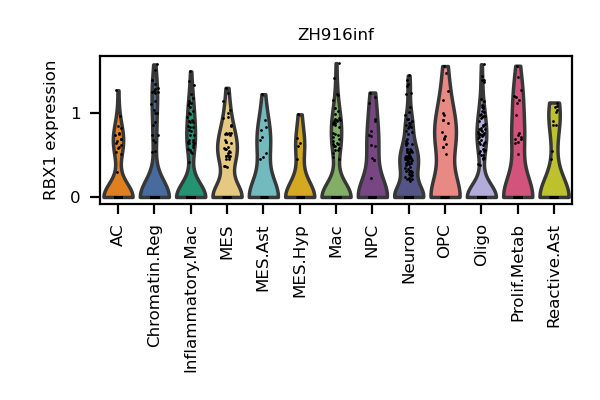 ZH916inf
RBX1 expression
1
0
AC
Chromatin.Reg
Inflammatory.Mac
MES
MES.Ast
MES.Hyp
Mac
NPC
Neuron
OPC
Oligo
Prolif.Metab
Reactive.Ast